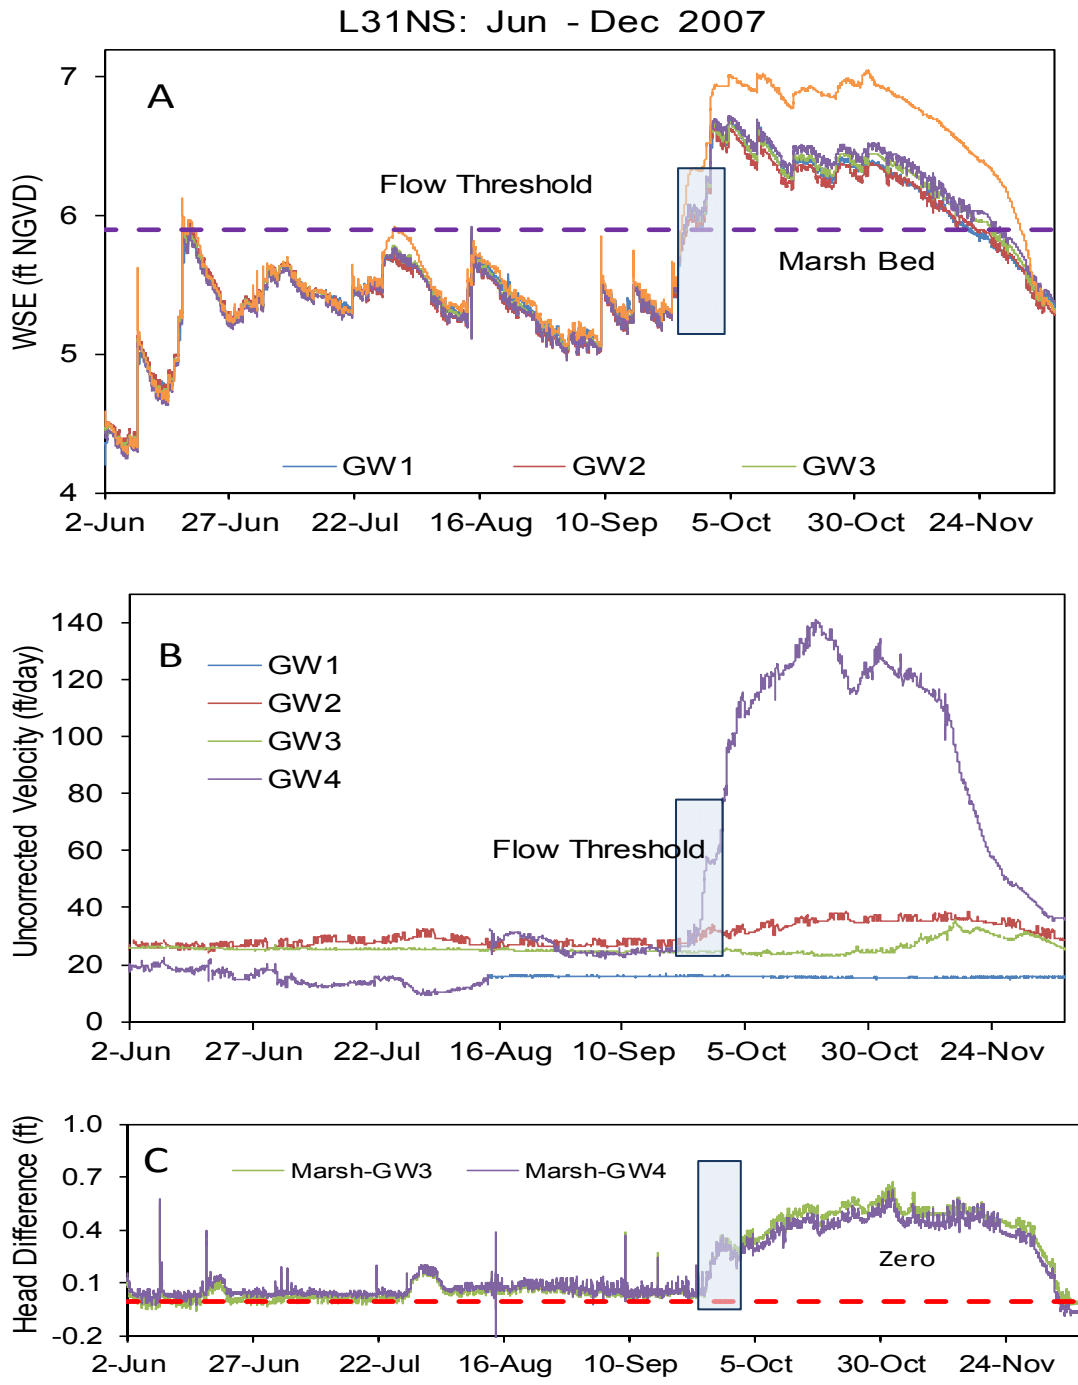 L31NS: Jun - Dec 2007
WSE (ft NGVD)
7
6
5
4
A
Flow Threshold
Marsh Bed
GW1 GW2 GW3
2-Jun 27-Jun 22-Jul 16-Aug 10-Sep 5-Oct 30-Oct 24-Nov
Uncorrected Velocity (ft/day)
140
120
100
80
60
40
20
0
B
GW1
GW2
GW3
GW4
Flow Threshold
2-Jun 27-Jun 22-Jul 16-Aug 10-Sep 5-Oct 30-Oct 24-Nov
Head Difference (ft)
1.0
0.7
0.4
0.1
-0.2
C
Marsh-GW3 Marsh-GW4
Zero
2-Jun 27-Jun 22-Jul 16-Aug 10-Sep 5-Oct 30-Oct 24-Nov